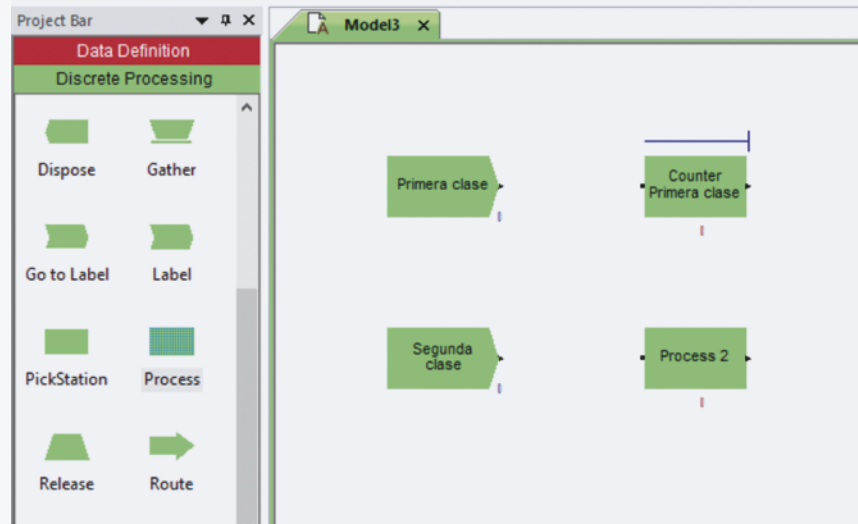 Project Bar
Data Definition
Discrete Processing
Dispose
Gather
Go to Label
Label
PickStation
Process
Release
Route
Model3
Primera clase
Counter
Primera clase
Segunda
clase
Process 2